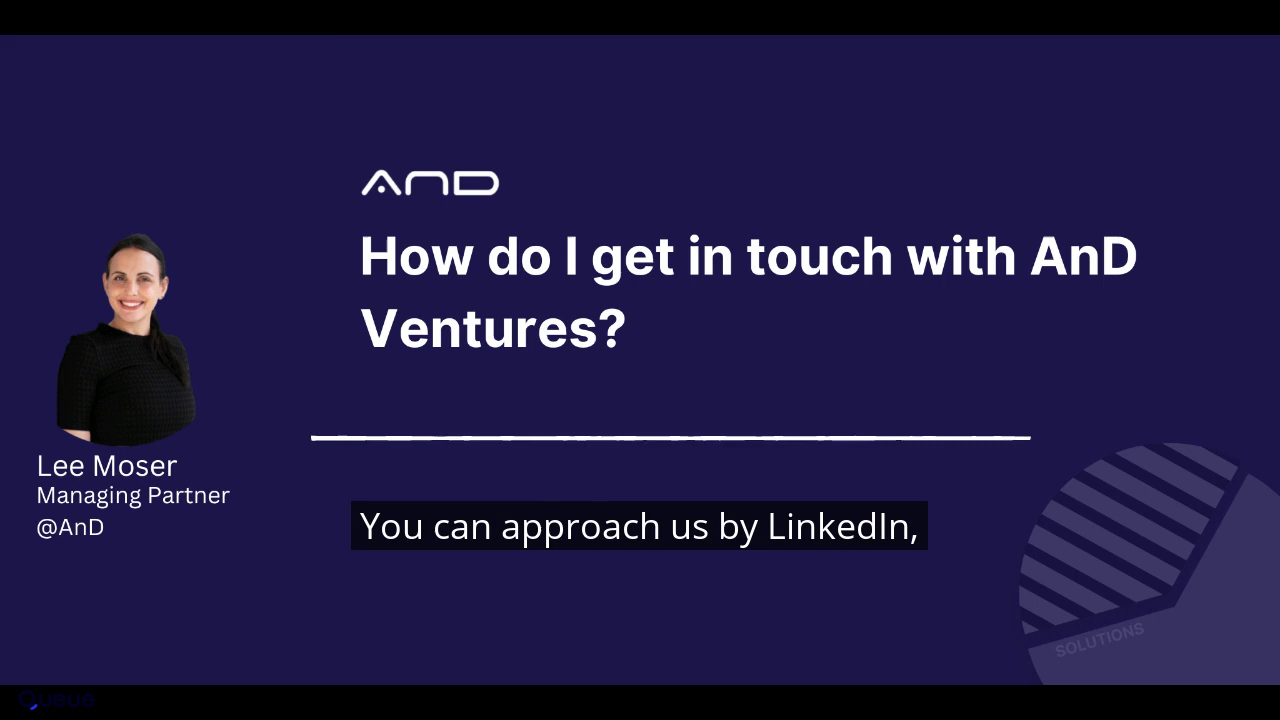 AND
How do I get in touch with AnD
Ventures?
Lee Moser
Managing Partner
@AnD
You can approach us by LinkedIn,
SOLUTIONS
Queue